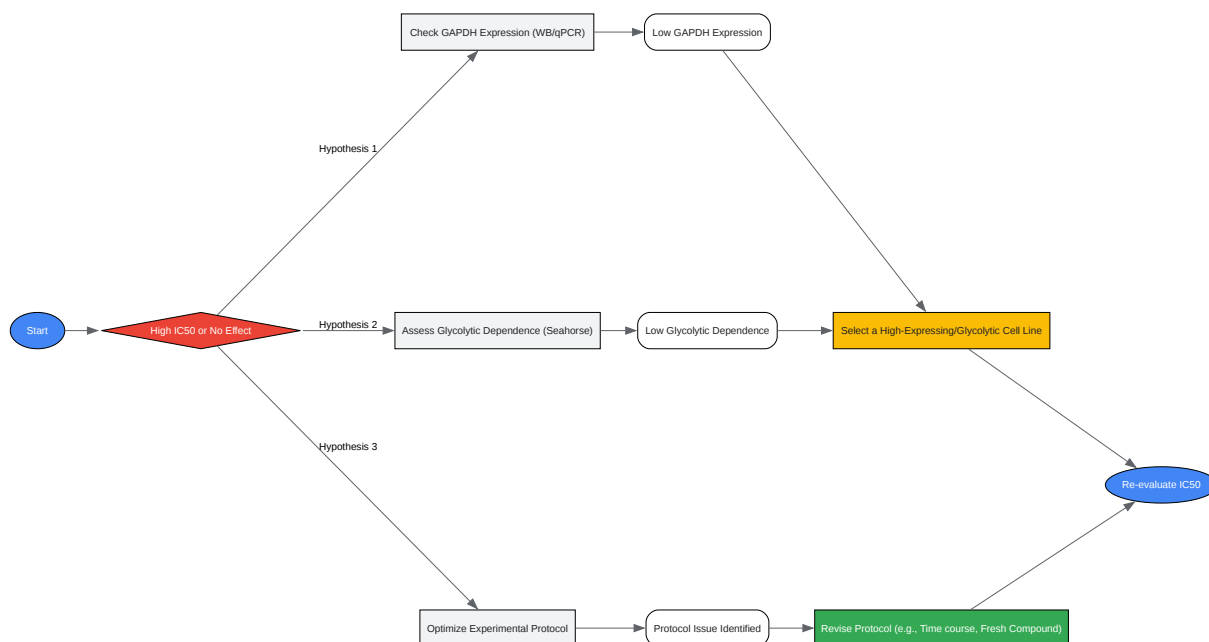 Check GAPDH Expression (WB/qPCR)
Low GAPDH Expression
Hypothesis 1
Start
High IC50 or No Effect
Hypothesis 2
Assess Glycolytic Dependence (Seahorse)
Low Glycolytic Dependence
Select a High-Expressing/Glycolytic Cell Line
Hypothesis 3
Re-evaluate IC50
Optimize Experimental Protocol
Protocol Issue Identified
Revise Protocol (e.g., Time course, Fresh Compound)